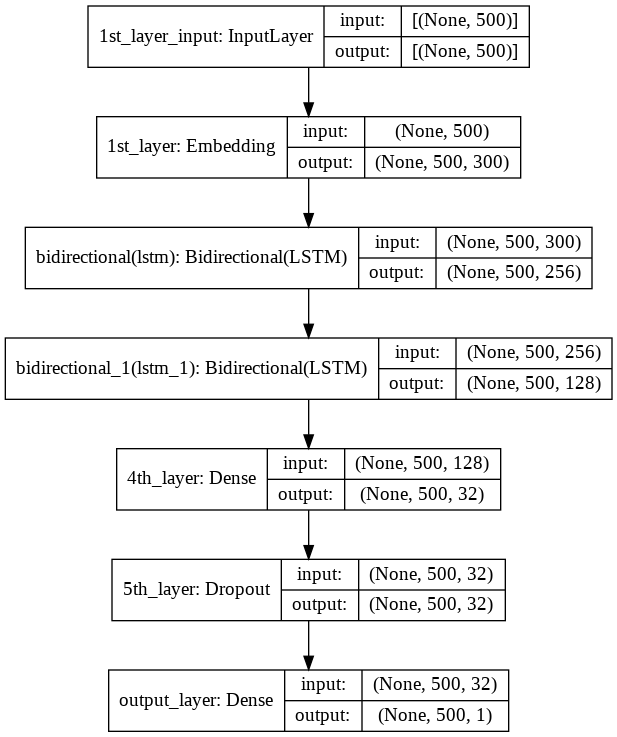 1st_layer_input: InputLayer
input: [(None, 500)]
output: [(None, 500)]
1st_layer: Embedding
input: (None, 500)
output: (None, 500, 300)
bidirectional(lstm): Bidirectional(LSTM)
input: (None, 500, 300)
output: (None, 500, 256)
bidirectional_1(lstm_1): Bidirectional(LSTM)
input: (None, 500, 256)
output: (None, 500, 128)
4th_layer: Dense
input: (None, 500, 128)
output: (None, 500, 32)
5th_layer: Dropout
input: (None, 500, 32)
output: (None, 500, 32)
output_layer: Dense
input: (None, 500, 32)
output: (None, 500, 1)